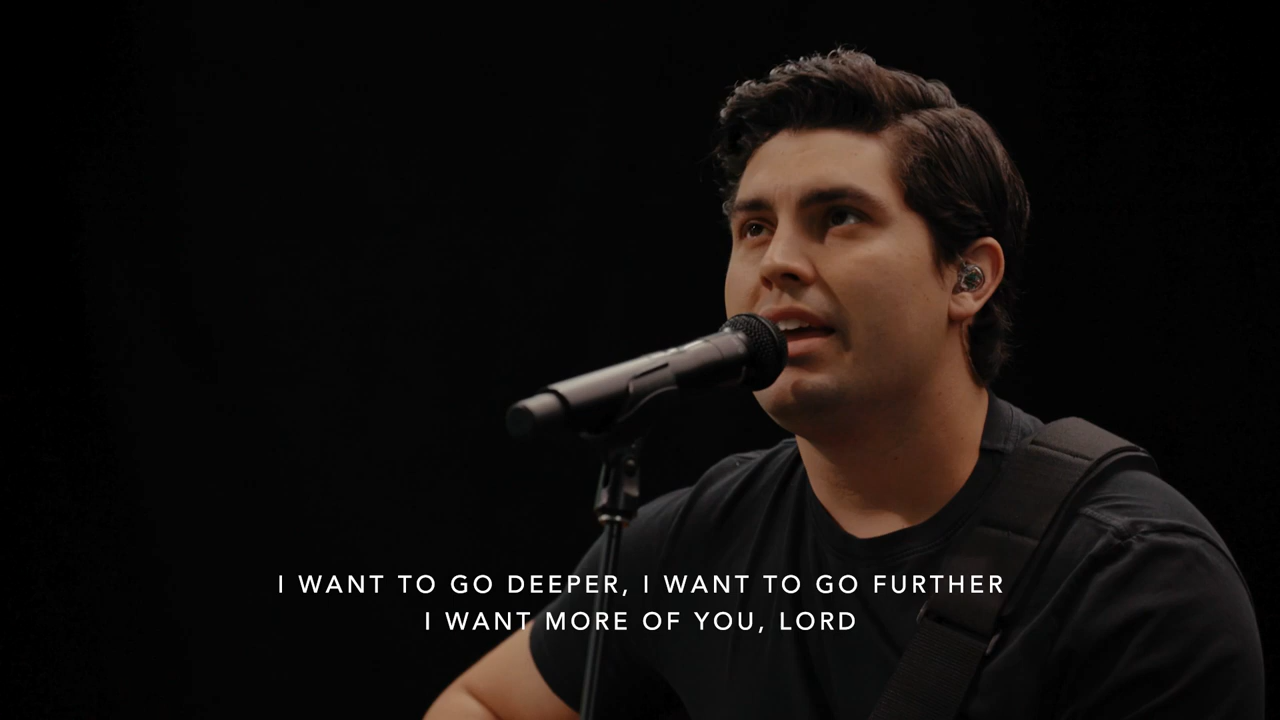 I WANT TO GO DEEPER, I WANT TO GO FURTHER
I WANT MORE OF YOU, LORD